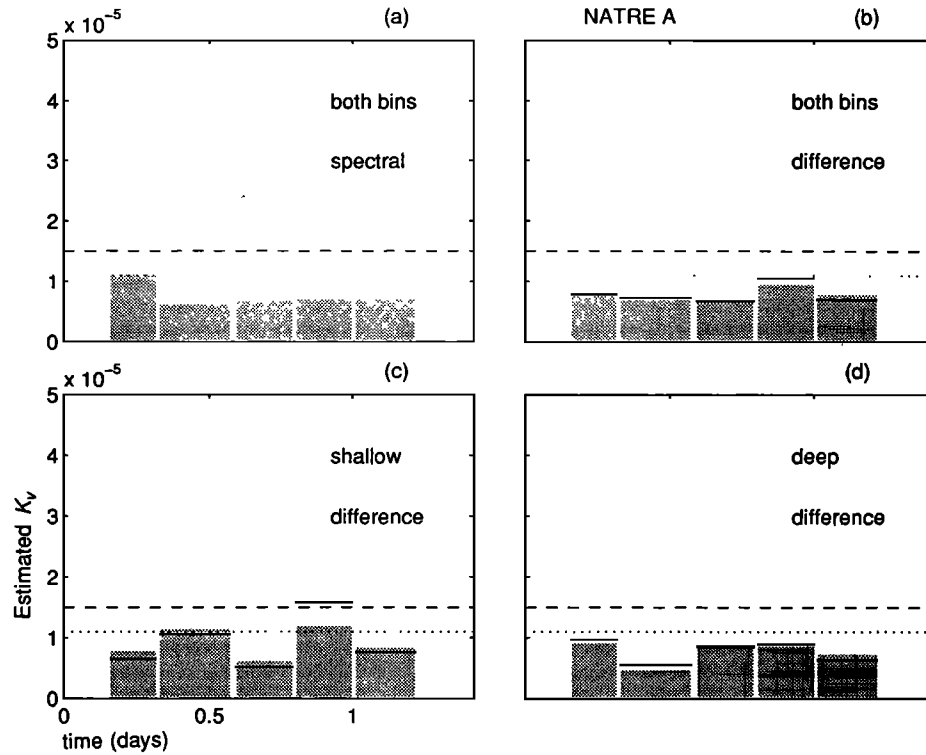 × 10⁻⁵
(a)
NATRE A
(b)
5
4
both bins
both bins
3
spectral
difference
2
1
0
× 10⁻⁵
(c)
(d)
5
4
shallow
deep
3
difference
difference
2
1
0
Estimated Kᵥ
0
0.5
1
time (days)